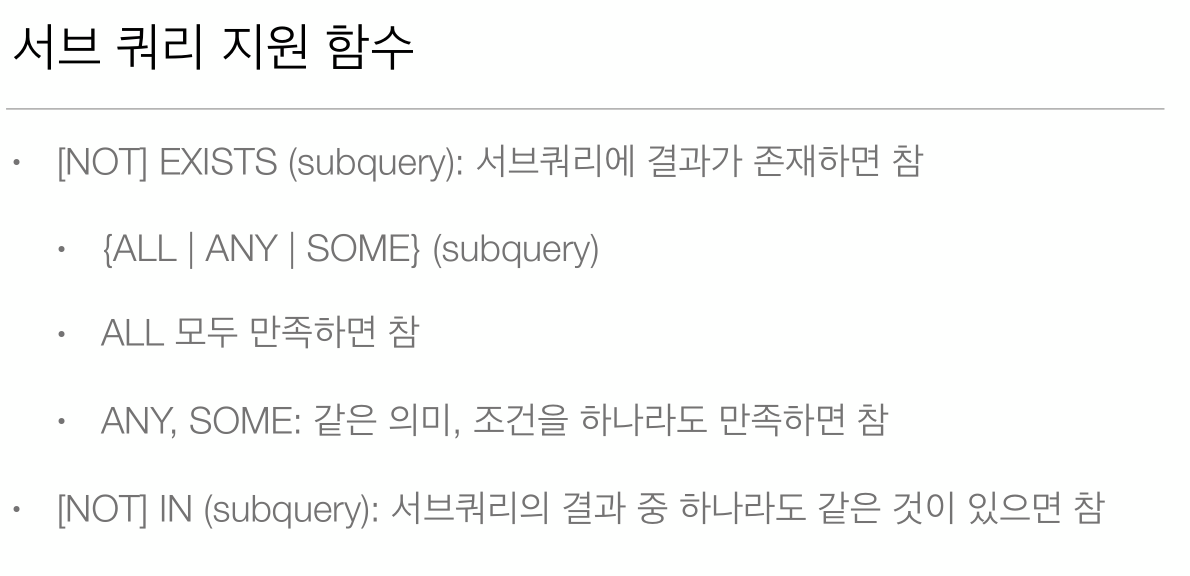 서브 쿼리 지원 함수
• [NOT] EXISTS (subquery): 서브쿼리에 결과가 존재하면 참
• {ALL | ANY | SOME} (subquery)
• ALL 모두 만족하면 참
• ANY, SOME: 같은 의미, 조건을 하나라도 만족하면 참
• [NOT] IN (subquery): 서브쿼리의 결과 중 하나라도 같은 것이 있으면 참